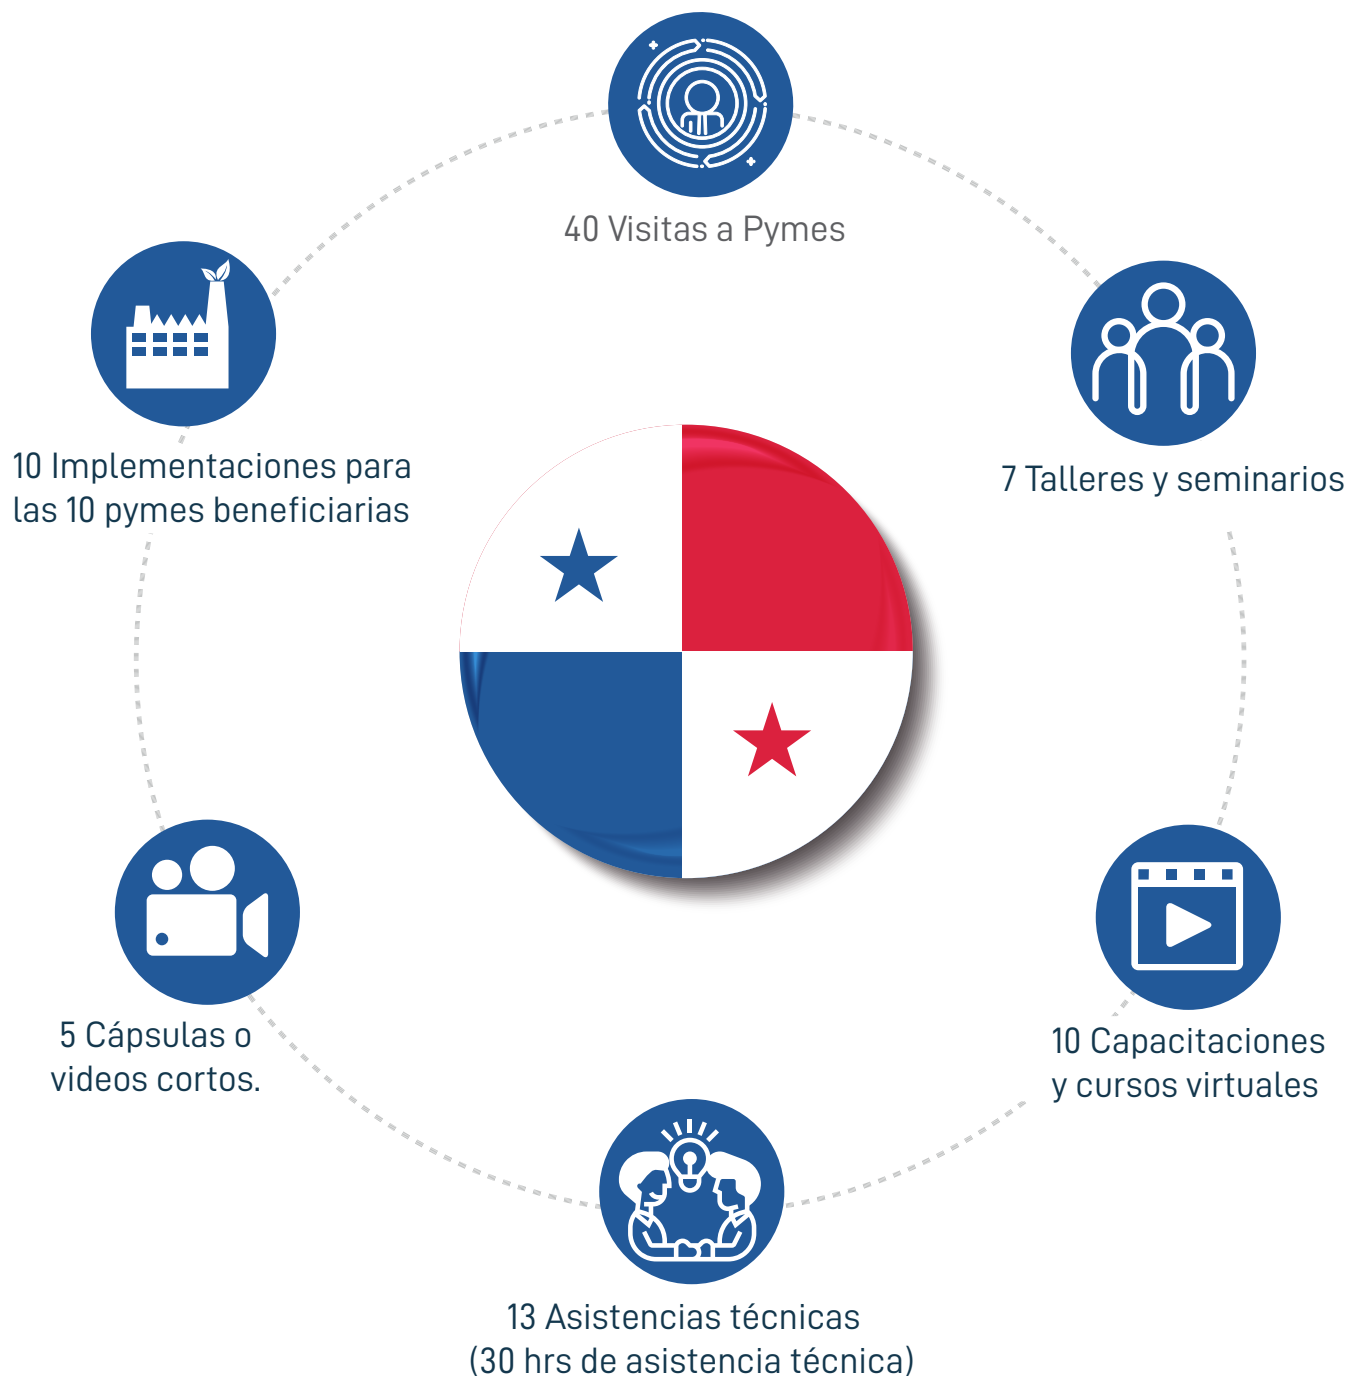 40 Visitas a Pymes
10 Implementaciones para
las 10 pymes beneficiarias
7 Talleres y seminarios
5 Cápsulas o
videos cortos.
10 Capacitaciones
y cursos virtuales
13 Asistencias técnicas
(30 hrs de asistencia técnica)